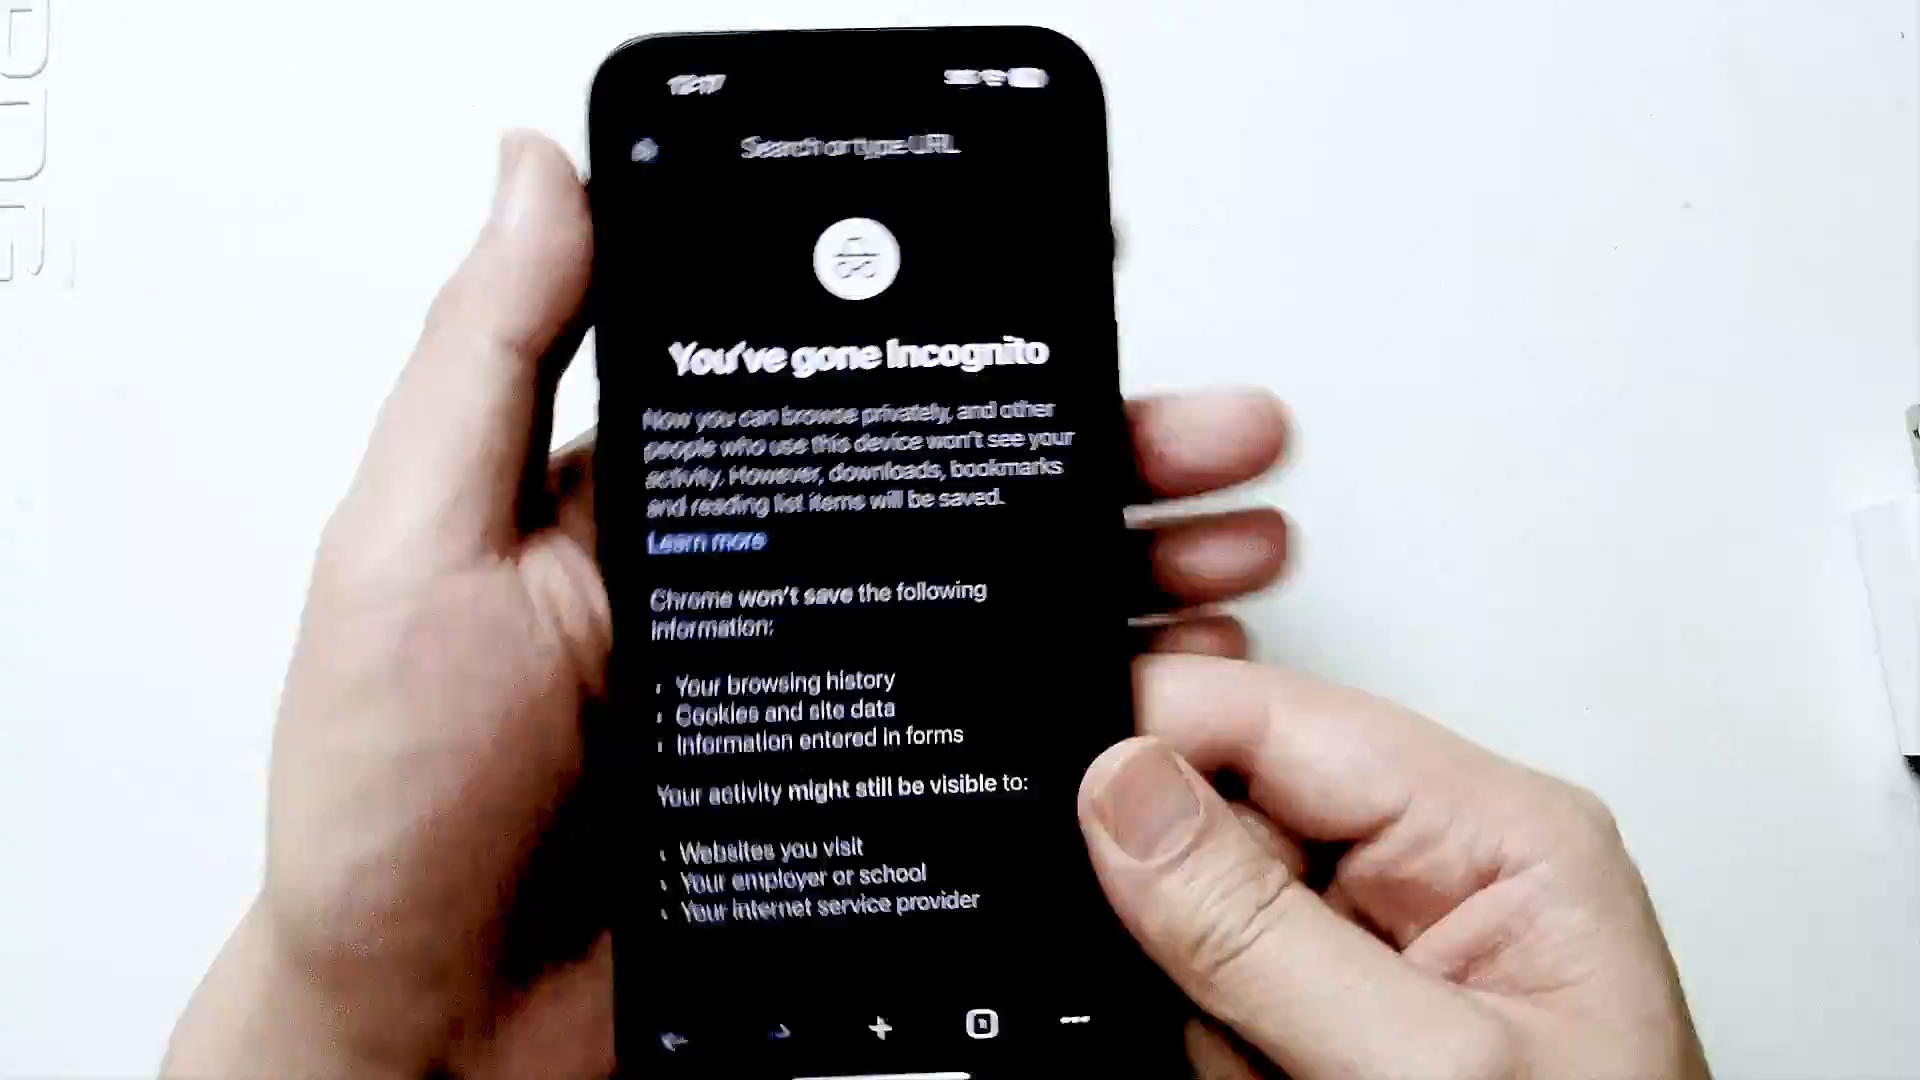 12:17
Search or type URL
You've gone Incognito
Now you can browse privately, and other
people who use this device won't see your
activity. However, downloads, bookmarks
and reading list items will be saved.
Learn more
Chrome won't save the following
information:
• Your browsing history
• Cookies and site data
• Information entered in forms
Your activity might still be visible to:
• Websites you visit
• Your employer or school
• Your internet service provider